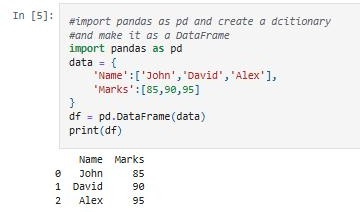 In [5]:
#import pandas as pd and create a dcitionary
#and make it as a DataFrame
import pandas as pd
data = {
    'Name':['John','David','Alex'],
    'Marks':[85,90,95]
}
df = pd.DataFrame(data)
print(df)
    Name  Marks
0   John     85
1  David     90
2   Alex     95